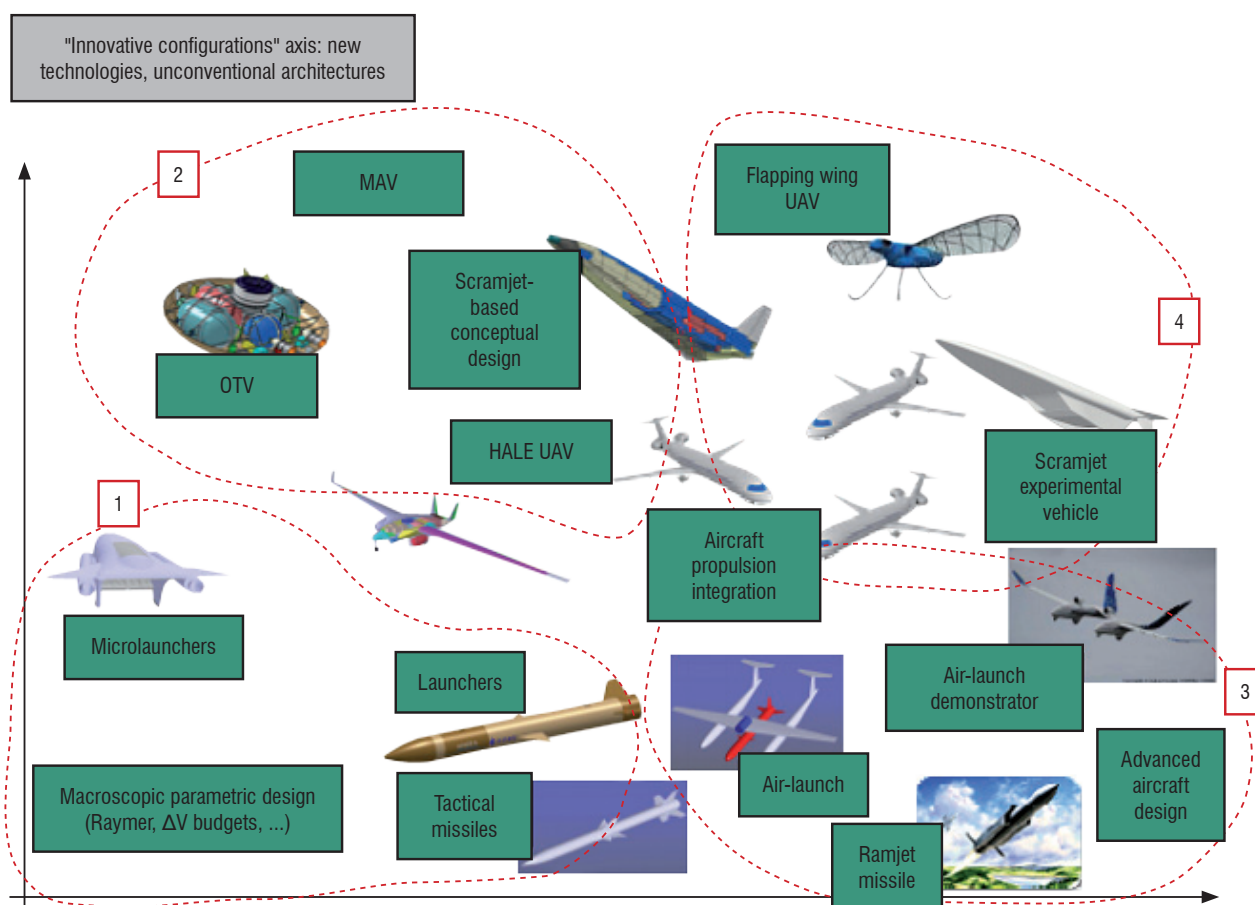 "Innovative configurations" axis: new
technologies, unconventional architectures
2
MAV
Flapping wing
UAV
Scramjet-
based
conceptual
design
4
OTV
HALE UAV
Scramjet
experimental
vehicle
1
Aircraft
propulsion
integration
Microlaunchers
Launchers
Air-launch
demonstrator
3
Macroscopic parametric design
(Raymer, ΔV budgets, ...)
Tactical
missiles
Air-launch
Advanced
aircraft
design
Ramjet
missile